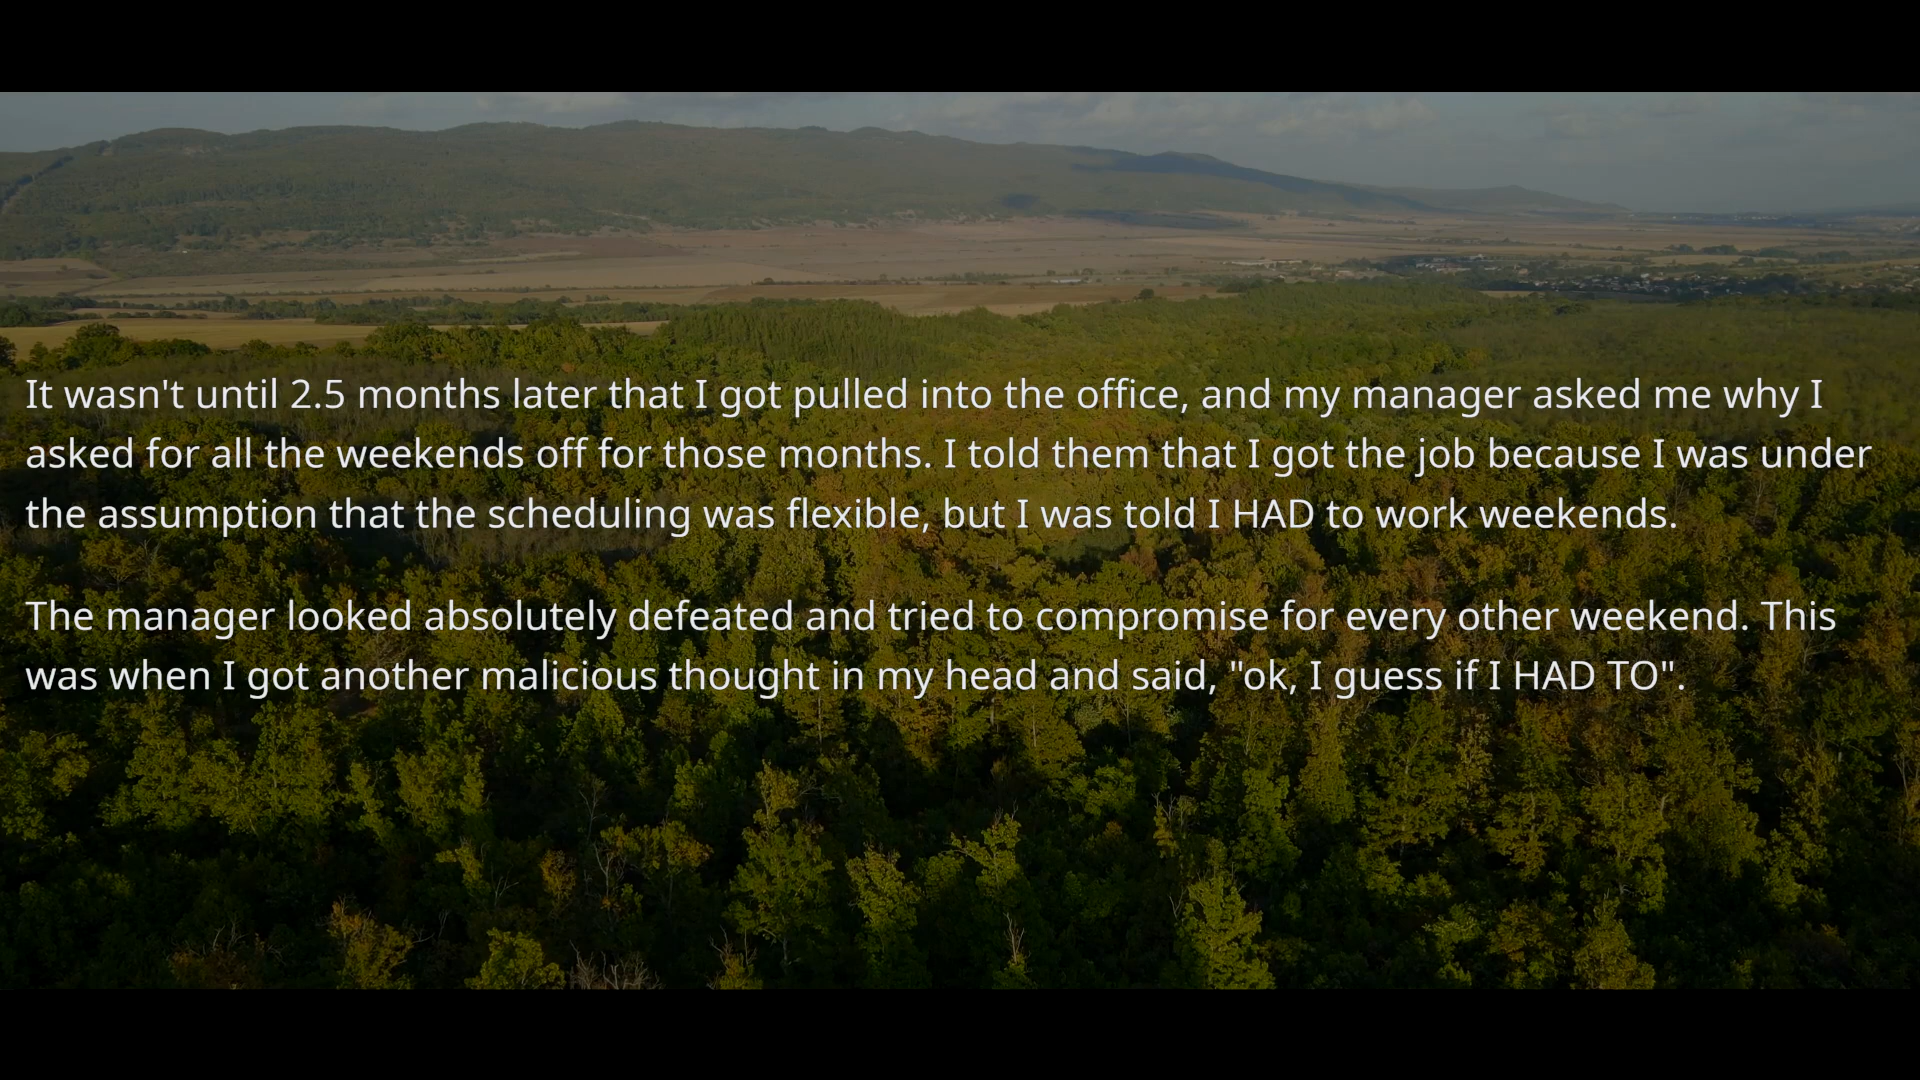 It wasn't until 2.5 months later that I got pulled into the office, and my manager asked me why I
asked for all the weekends off for those months. I told them that I got the job because I was under
the assumption that the scheduling was flexible, but I was told I HAD to work weekends.
The manager looked absolutely defeated and tried to compromise for every other weekend. This
was when I got another malicious thought in my head and said, "ok, I guess if I HAD TO".